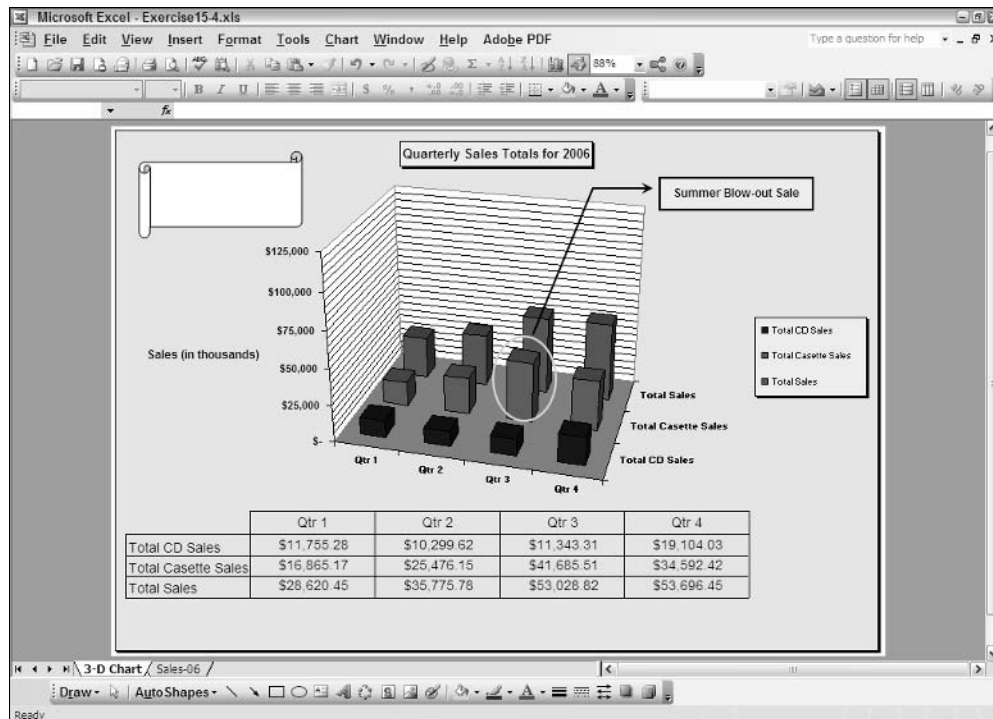 Microsoft Excel - Exercise15-4.xls
File Edit View Insert Format Tools Chart Window Help Adobe PDF
Type a question for help
88%
B I U $ % ,
fx
Quarterly Sales Totals for 2006
Summer Blow-out Sale
$125,000
$100,000
$75,000
Sales (in thousands)
$50,000
$25,000
$-
Total CD Sales
Total Casette Sales
Total Sales
Total Sales
Total Casette Sales
Total CD Sales
Qtr 1
Qtr 2
Qtr 3
Qtr 4
Qtr 1 Qtr 2 Qtr 3 Qtr 4
Total CD Sales $11,755.28 $10,299.62 $11,343.31 $19,104.03
Total Casette Sales $16,865.17 $25,476.15 $41,685.51 $34,592.42
Total Sales $28,620.45 $35,775.78 $53,028.82 $53,696.45
3-D Chart Sales-06
Draw AutoShapes
Ready